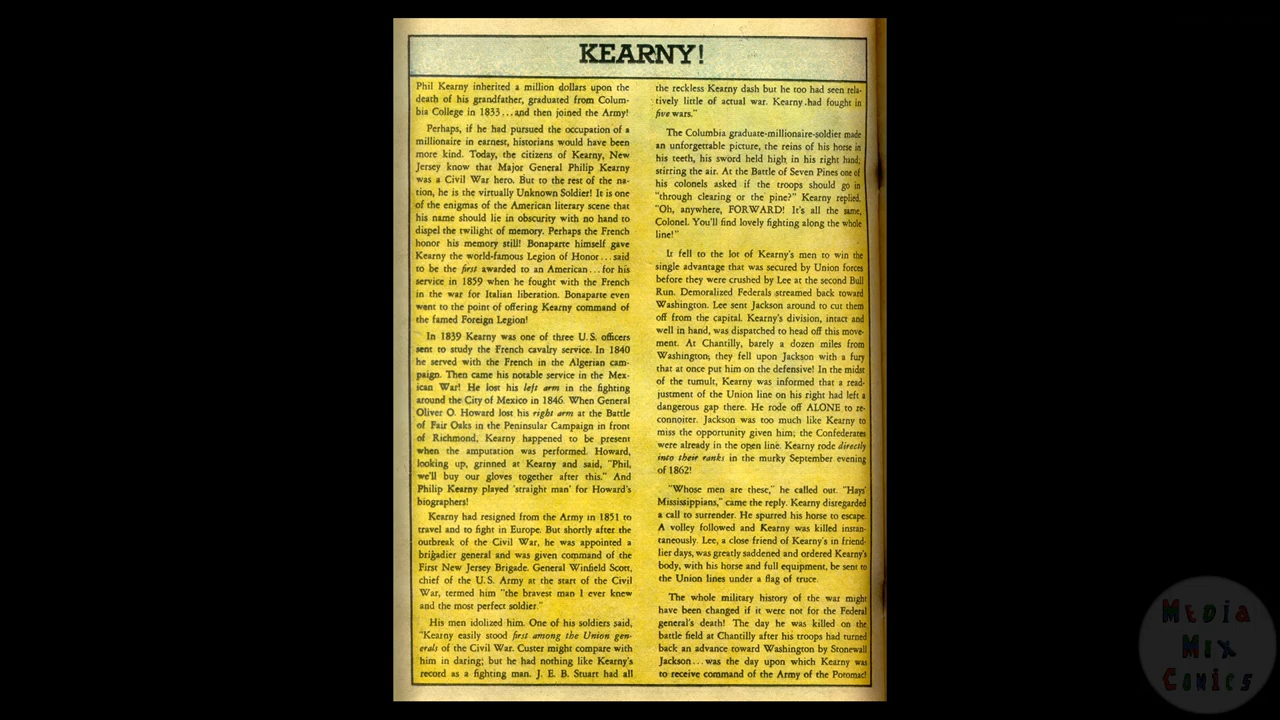 KEARNY!
Phil Kearny inherited a million dollars upon the
death of his grandfather, graduated from Colum-
bia College in 1833...and then joined the Army!
Perhaps, if he had pursued the occupation of a
millionaire in earnest, historians would have been
more kind. Today, the citizens of Kearny, New
Jersey know that Major General Philip Kearny
was a Civil War hero. But to the rest of the na-
tion, he is the virtually Unknown Soldier! It is one
of the enigmas of the American literary scene that
his name should lie in obscurity with no hand to
dispel the twilight of memory. Perhaps the French
honor his memory still! Bonaparte himself gave
Kearny the world-famous Legion of Honor...said
to be the first awarded to an American...for his
service in 1859 when he fought with the French
in the war for Italian liberation. Bonaparte even
went to the point of offering Kearny command of
the famed Foreign Legion!
In 1839 Kearny was one of three U.S. officers
sent to study the French cavalry service. In 1840
he served with the French in the Algerian cam-
paign. Then came his notable service in the Mex-
ican War! He lost his left arm in the fighting
around the City of Mexico in 1846. When General
Oliver O. Howard lost his right arm at the Battle
of Fair Oaks in the Peninsular Campaign in front
of Richmond, Kearny happened to be present
when the amputation was performed. Howard,
looking up, grinned at Kearny and said, "Phil,
we'll buy our gloves together after this." And
Philip Kearny played 'straight man' for Howard's
biographers!
Kearny had resigned from the Army in 1851 to
travel and to fight in Europe. But shortly after the
outbreak of the Civil War, he was appointed a
brigadier general and was given command of the
First New Jersey Brigade. General Winfield Scott,
chief of the U.S. Army at the start of the Civil
War, termed him "the bravest man I ever knew
and the most perfect soldier."
His men idolized him. One of his soldiers said,
"Kearny easily stood first among the Union gen-
erals of the Civil War. Custer might compare with
him in daring; but he had nothing like Kearny's
record as a fighting man. J. E. B. Stuart had all
the reckless Kearny dash but he too had seen rela-
tively little of actual war. Kearny had fought in
five wars."
The Columbia graduate-millionaire-soldier made
an unforgettable picture, the reins of his horse in
his teeth, his sword held high in his right hand;
stirring the air. At the Battle of Seven Pines one of
his colonels asked if the troops should go in
"through clearing or the pine?" Kearny replied.
"Oh, anywhere, FORWARD! It's all the same,
Colonel. You'll find lovely fighting along the whole
line!"
It fell to the lot of Kearny's men to win the
single advantage that was secured by Union forces
before they were crushed by Lee at the second Bull
Run. Demoralized Federals streamed back toward
Washington. Lee sent Jackson around to cut them
off from the capital. Kearny's division, intact and
well in hand, was dispatched to head off this move-
ment. At Chantilly, barely a dozen miles from
Washington, they fell upon Jackson with a fury
that at once put him on the defensive! In the midst
of the tumult, Kearny was informed that a read-
justment of the Union line on his right had left a
dangerous gap there. He rode off ALONE to re-
connoiter. Jackson was too much like Kearny to
miss the opportunity given him; the Confederates
were already in the open line. Kearny rode directly
into their ranks in the murky September evening
of 1862!
"Whose men are these," he called out. "Hays'
Mississippians," came the reply. Kearny disregarded
a call to surrender. He spurred his horse to escape.
A volley followed and Kearny was killed instan-
taneously. Lee, a close friend of Kearny's in friend-
lier days, was greatly saddened and ordered Kearny's
body, with his horse and full equipment, be sent to
the Union lines under a flag of truce.
The whole military history of the war might
have been changed if it were not for the Federal
general's death! The day he was killed on the
battle field at Chantilly after his troops had turned
back an advance toward Washington by Stonewall
Jackson...was the day upon which Kearny was
to receive command of the Army of the Potomac!
MEDIA
MIX
COMICS